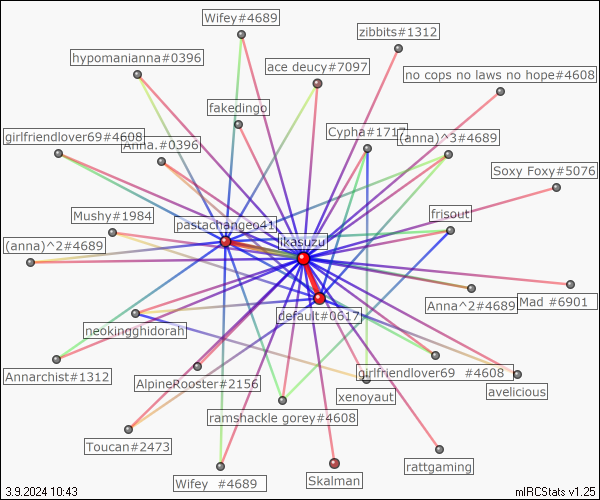 Wifey#4689
zibbits#1312
hypomanianna#0396
ace deucy#7097
no cops no laws no hope#4608
fakedingo
girlfriendlover69#4608
Anna.#0396
Cypha#1717
(anna)^3#4689
Soxy Foxy#5076
Mushy#1984
pastachangeo41
frisout
(anna)^2#4689
likasuzu
default#0617
Anna^2#4689
Mad #6901
neokingghidorah
Annarchist#1312
AlpineRooster#2156
girlfriendlover69 #4608
xenoyaut
avelicious
ramshackle gorey#4608
Toucan#2473
Wifey #4689
Skalman
rattgaming
3.9.2024 10:43
mIRCStats v1.25